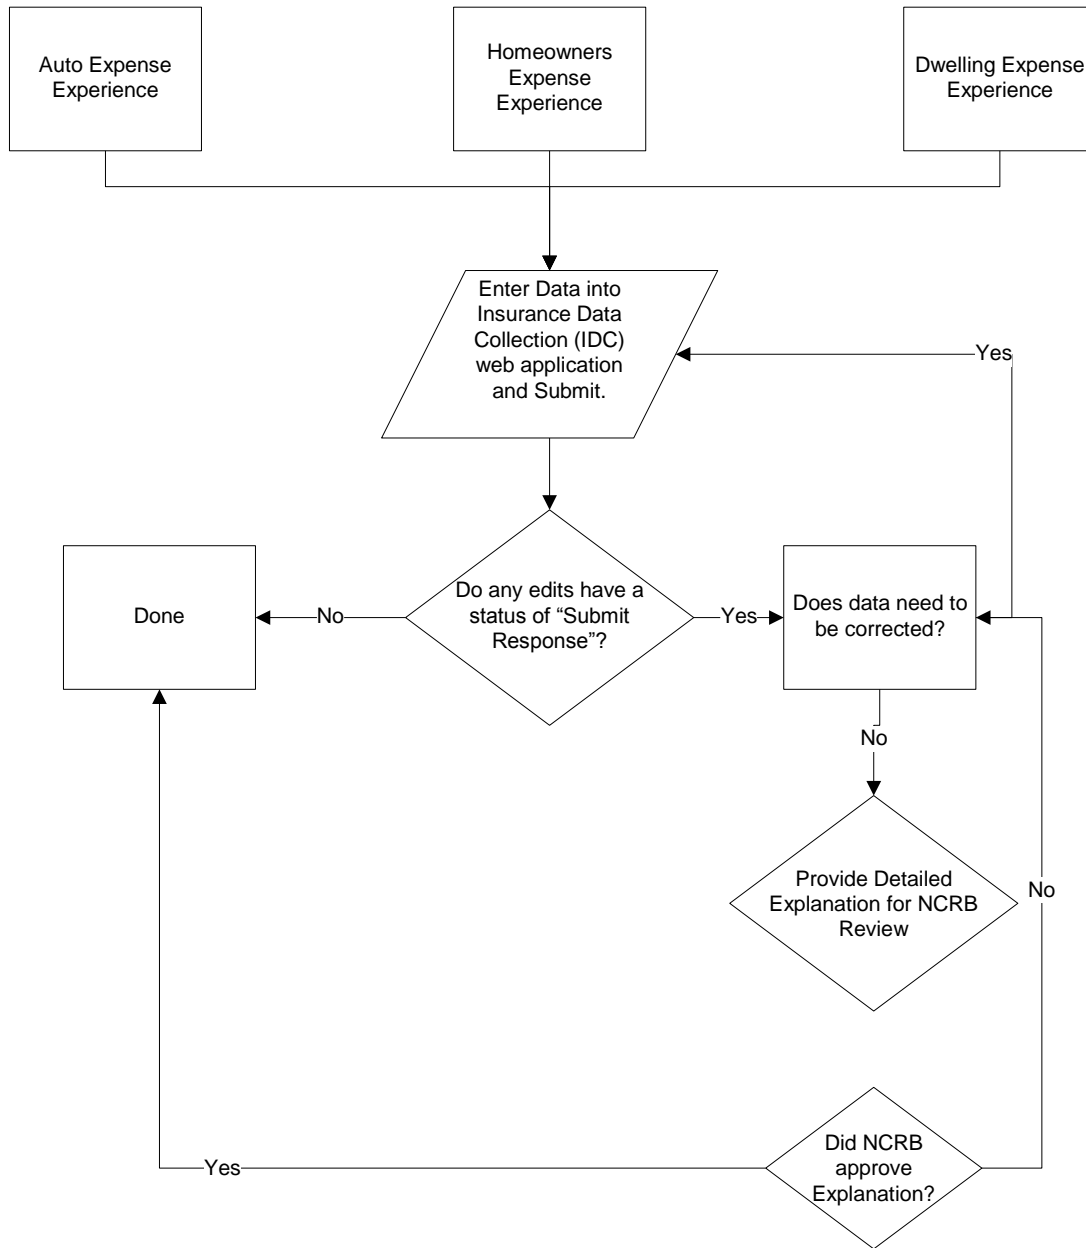 Auto Expense
Experience
Homeowners
Expense
Experience
Dwelling Expense
Experience
Enter Data into
Insurance Data
Collection (IDC)
web application
and Submit.
Yes
Done
No
Do any edits have a
status of “Submit
Response”?
Yes
Does data need to
be corrected?
No
Provide Detailed
Explanation for NCRB
Review
No
Did NCRB
approve
Explanation?
Yes